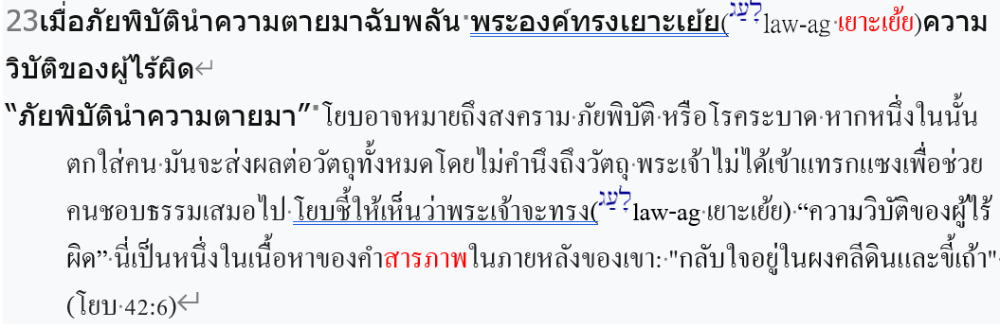 23เมื่อภัยพิบัตินำความตายมาฉับพลัน พระองค์ทรงเยาะเย้ย(לָעַג law-ag เยาะเย้ย)ความ
วิบัติของผู้ไร้ผิด
“ภัยพิบัตินำความตายมา” โยบอาจหมายถึงสงคราม ภัยพิบัติ หรือโรคระบาด หากหนึ่งในนั้น
ตกใส่คน มันจะส่งผลต่อวัตถุทั้งหมดโดยไม่คำนึงถึงวัตถุ พระเจ้าไม่ได้เข้าแทรกแซงเพื่อช่วย
คนชอบธรรมเสมอไป โยบชี้ให้เห็นว่าพระเจ้าจะทรง(לָעַג law-ag เยาะเย้ย) “ความวิบัติของผู้ไร้
ผิด” นี่เป็นหนึ่งในเนื้อหาของคำสารภาพในภายหลังของเขา: "กลับใจอยู่ในผงคลีดินและขี้เถ้า"
(โยบ 42:6)